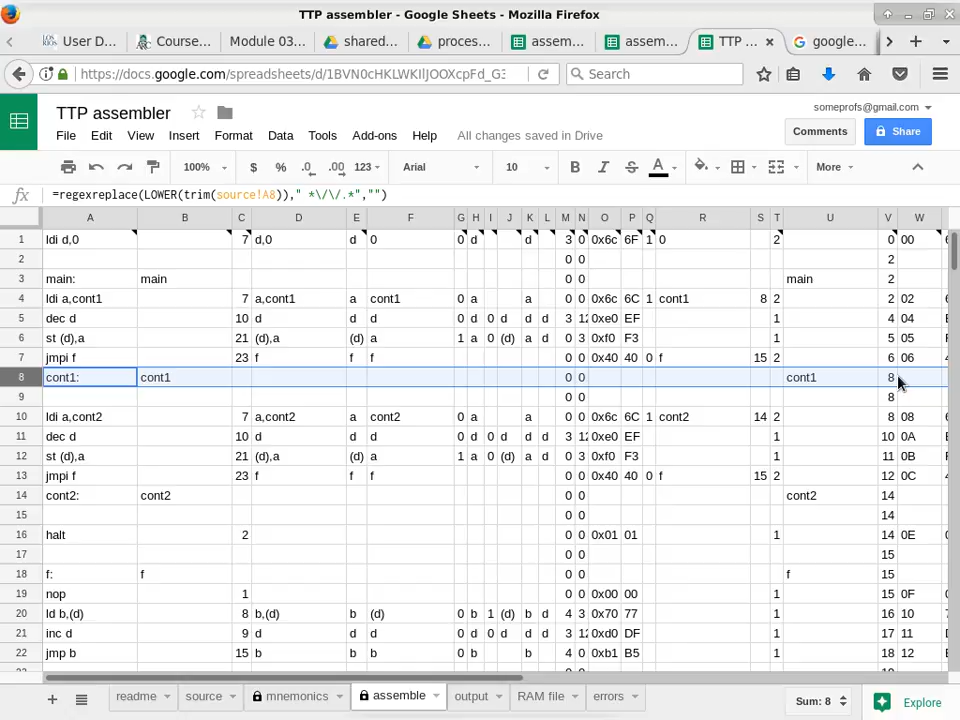 TTP assembler - Google Sheets - Mozilla Firefox
User D... Course... Module 03... shared... proces... assem... assem... TTP ... google...
https://docs.google.com/spreadsheets/d/1BVN0cHKLWKIlJOOXcpFd_G Search
TTP assembler someprofs@gmail.com
File Edit View Insert Format Data Tools Add-ons Help All changes saved in Drive Comments Share
100% $ % .0 .00 123 Arial 10 B I A More
fx =regexreplace(LOWER(trim(source!A8))," *\/\/.*","")
A B C D E F G H I J K L M N O P Q R S T U V W
1 ldi d,0 7 d,0 d 0 0 d d 3 0 0x6c 6F 1 0 2 0 00
2 0 0 2
3 main: main 0 0 main 2
4 ldi a,cont1 7 a,cont1 a cont1 0 a a 0 0 0x6c 6C 1 cont1 8 2 2 02
5 dec d 10 d d d 0 d 0 d d d 3 12 0xe0 EF 1 4 04
6 st (d),a 21 (d),a (d) a 1 a 0 (d) a d 0 3 0xf0 F3 1 5 05
7 jmpi f 23 f f f 0 0 0x40 40 0 f 15 2 6 06
8 cont1: cont1 0 0 cont1 8
9 0 0 8
10 ldi a,cont2 7 a,cont2 a cont2 0 a a 0 0 0x6c 6C 1 cont2 14 2 8 08
11 dec d 10 d d d 0 d 0 d d d 3 12 0xe0 EF 1 10 0A
12 st (d),a 21 (d),a (d) a 1 a 0 (d) a d 0 3 0xf0 F3 1 11 0B
13 jmpi f 23 f f f 0 0 0x40 40 0 f 15 2 12 0C
14 cont2: cont2 0 0 cont2 14
15 0 0 14
16 halt 2 0 0 0x01 01 1 14 0E
17 0 0 15
18 f: f 0 0 f 15
19 nop 1 0 0 0x00 00 1 15 0F
20 ld b,(d) 8 b,(d) b (d) 0 b 1 (d) b d 4 3 0x70 77 1 16 10
21 inc d 9 d d d 0 d 0 d d d 3 12 0xd0 DF 1 17 11
22 jmp b 15 b b b 0 b b 4 0 0xb1 B5 1 18 12
readme source mnemonics assemble output RAM file errors Sum: 8 Explore